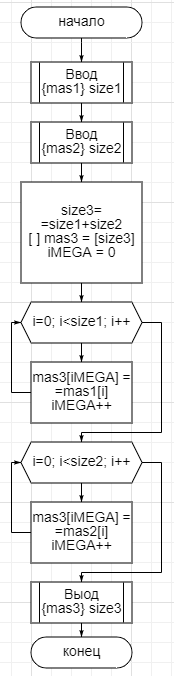 начало
Ввод
{mas1} size1
Ввод
{mas2} size2
size3=
=size1+size2
[ ] mas3 = [size3]
iMEGA = 0
i=0; i<size1; i++
mas3[iMEGA] =
=mas1[i]
iMEGA++
i=0; i<size2; i++
mas3[iMEGA] =
=mas2[i]
iMEGA++
Выод
{mas3} size3
конец